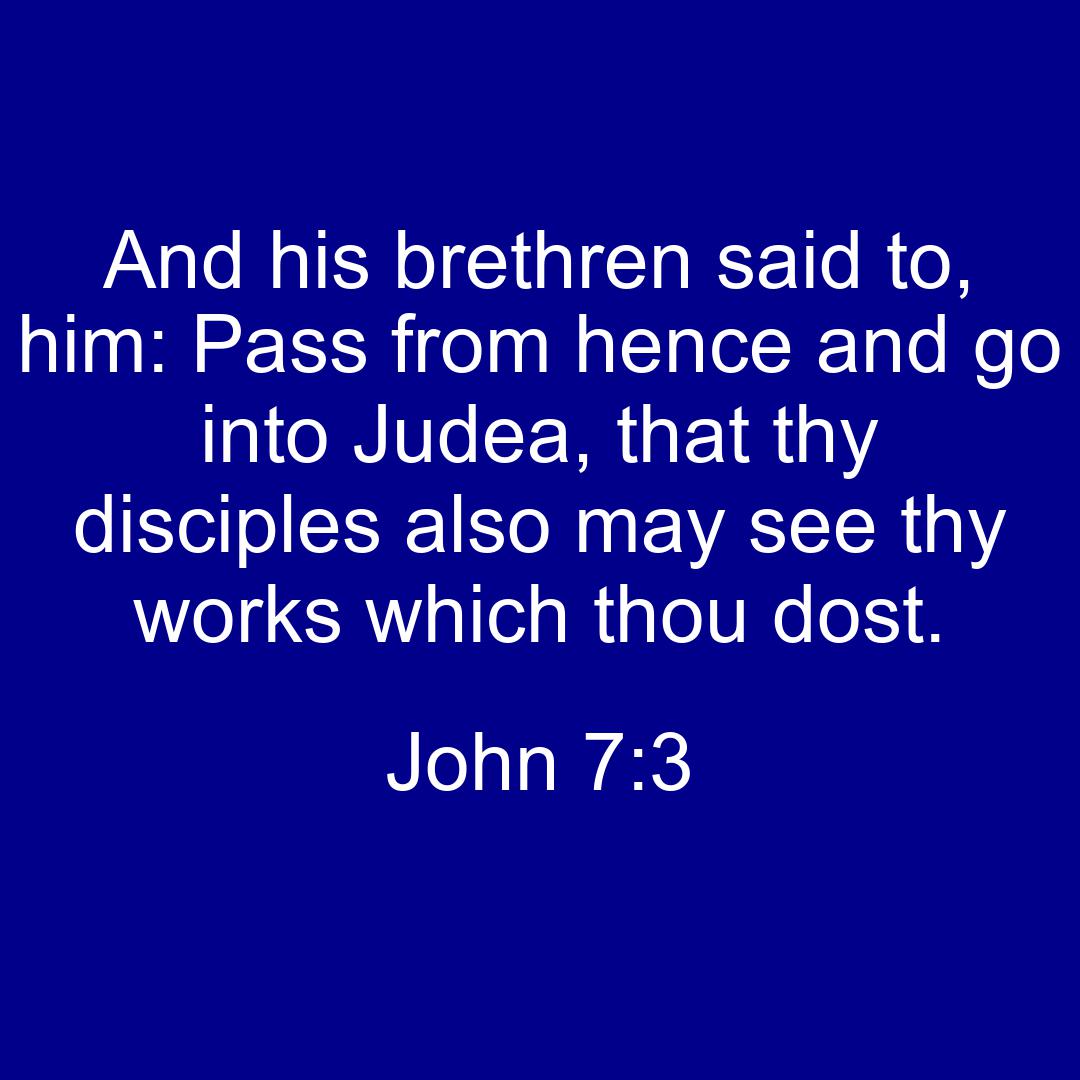 And his brethren said to,
him: Pass from hence and go
into Judea, that thy
disciples also may see thy
works which thou dost.
John 7:3